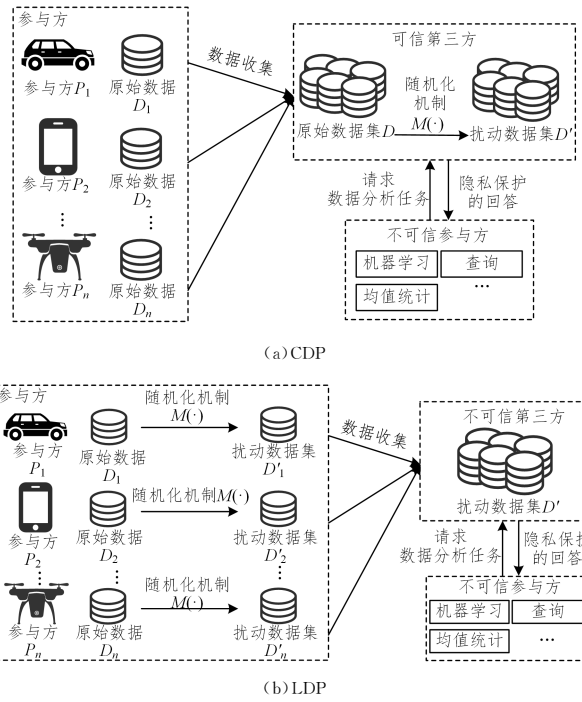 参与方
参与方P1
原始数据
D1
参与方P2
原始数据
D2
⋮
⋮
参与方Pn
原始数据
Dn
数据收集
可信第三方
原始数据集D
随机化
机制
M(·)
扰动数据集D′
请求
数据分析任务
隐私保护
的回答
不可信参与方
机器学习
查询
均值统计
…
(a)CDP
参与方
参与方
P1
原始数据
D1
随机化机制
M(·)
扰动数据集
D′1
参与方
P2
原始数据
D2
随机化机制M(·)
扰动数据集
D′2
⋮
⋮
⋮
参与方
Pn
原始数据
Dn
随机化机制
M(·)
扰动数据集
D′n
数据收集
不可信第三方
扰动数据集D′
请求
数据分析任务
隐私保护
的回答
不可信参与方
机器学习
查询
均值统计
…
(b)LDP